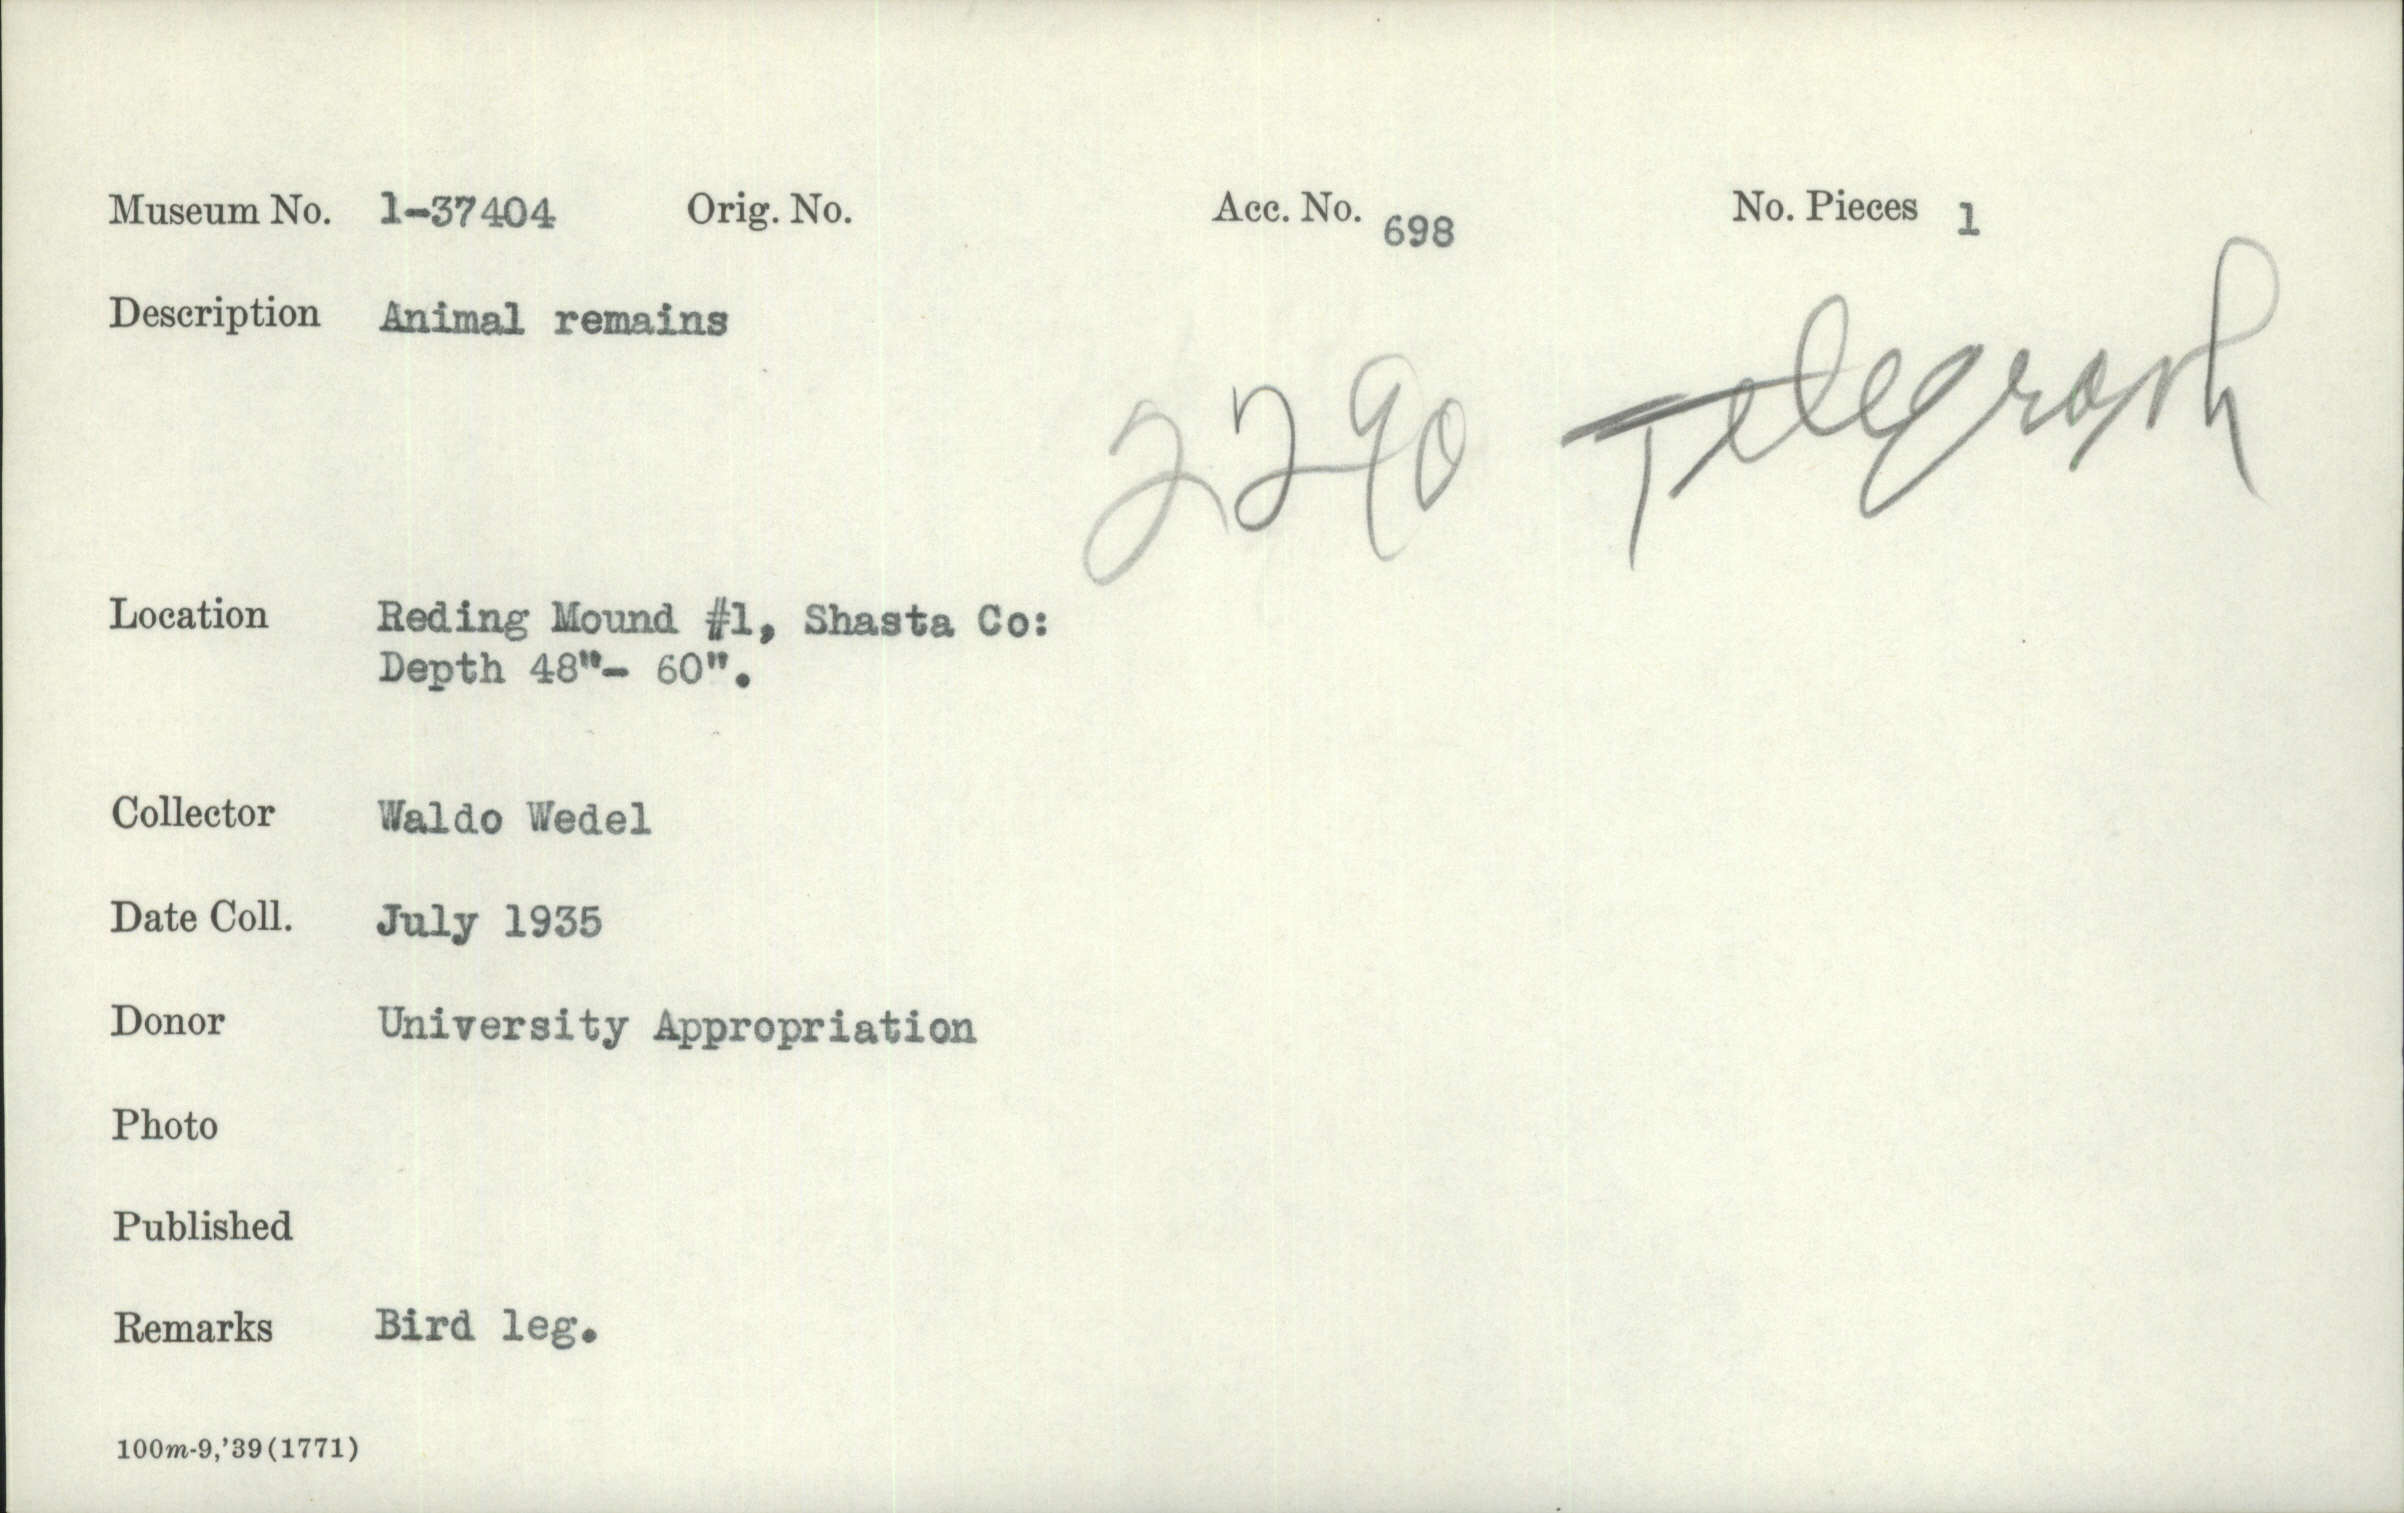 Museum No. 1-37404 Orig. No. Acc. No. 698 No. Pieces 1
Description Animal remains
2290 Telegraph
Location Reding Mound #1, Shasta Co:
Depth 48"- 60".
Collector Waldo Wedel
Date Coll. July 1935
Donor University Appropriation
Photo
Published
Remarks Bird leg.
100m-9,'39(1771)